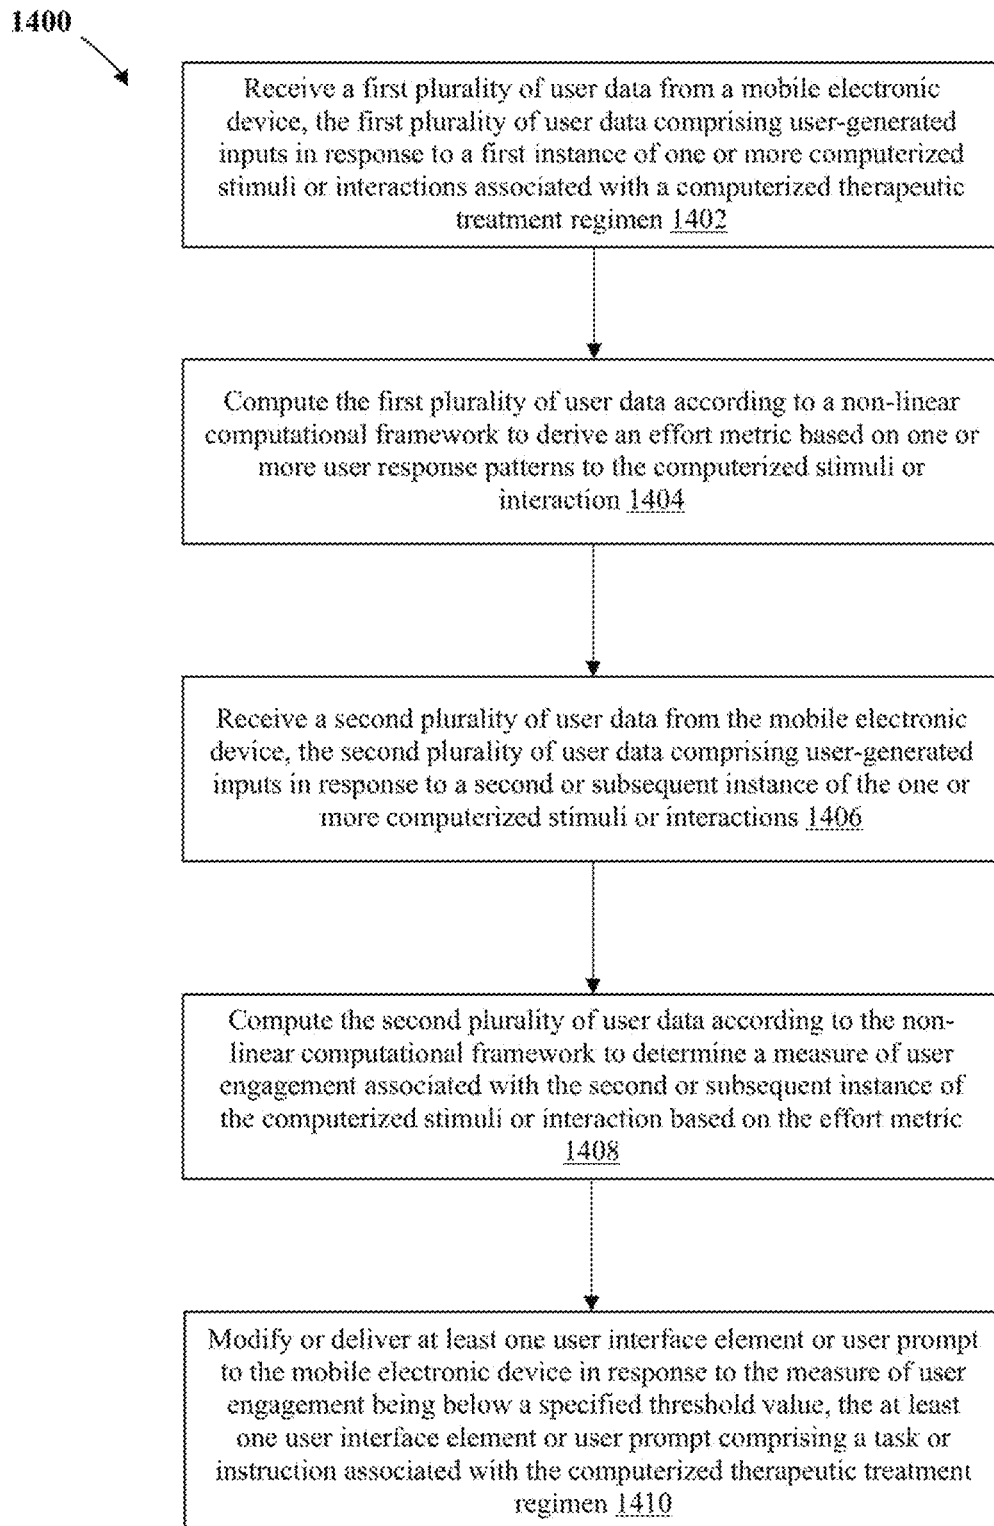 1400
Receive a first plurality of user data from a mobile electronic
device, the first plurality of user data comprising user-generated
inputs in response to a first instance of one or more computerized
stimuli or interactions associated with a computerized therapeutic
treatment regimen 1402
Compute the first plurality of user data according to a non-linear
computational framework to derive an effort metric based on one or
more user response patterns to the computerized stimuli or
interaction 1404
Receive a second plurality of user data from the mobile electronic
device, the second plurality of user data comprising user-generated
inputs in response to a second or subsequent instance of the one or
more computerized stimuli or interactions 1406
Compute the second plurality of user data according to the non-
linear computational framework to determine a measure of user
engagement associated with the second or subsequent instance of
the computerized stimuli or interaction based on the effort metric
1408
Modify or deliver at least one user interface element or user prompt
to the mobile electronic device in response to the measure of user
engagement being below a specified threshold value, the at least
one user interface element or user prompt comprising a task or
instruction associated with the computerized therapeutic treatment
regimen 1410